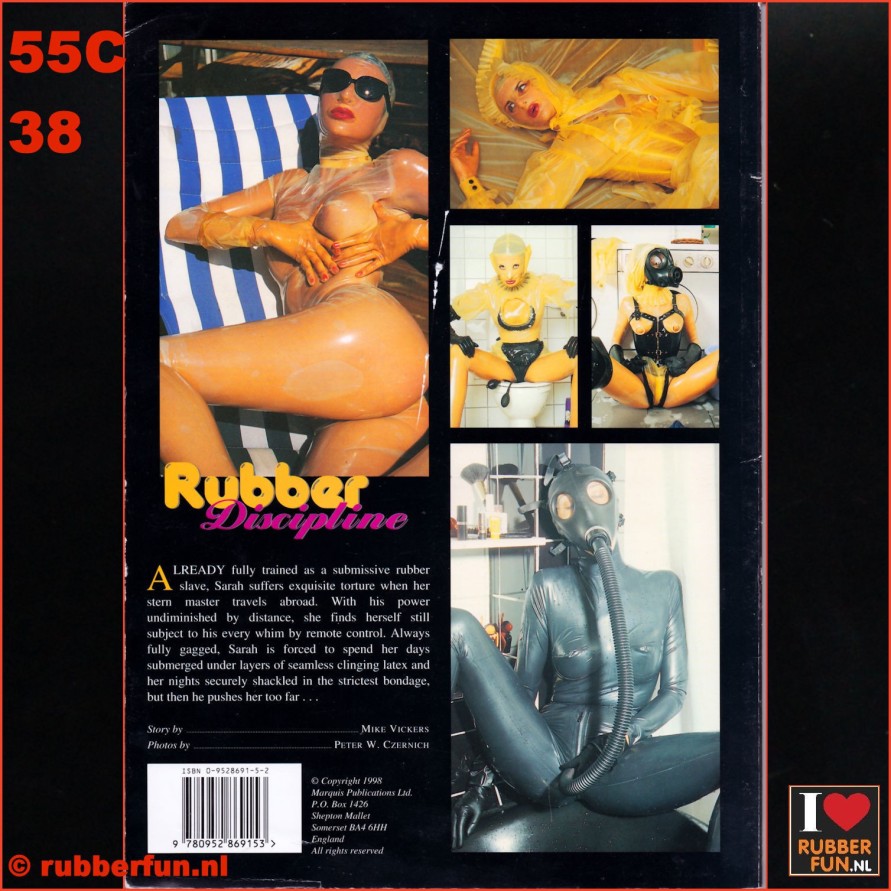 55C
38
Rubber
Discipline
ALREADY fully trained as a submissive rubber
slave, Sarah suffers exquisite torture when her
stern master travels abroad. With his power
undiminished by distance, she finds herself still
subject to his every whim by remote control. Always
fully gagged, Sarah is forced to spend her days
submerged under layers of seamless clinging latex and
her nights securely shackled in the strictest bondage,
but then he pushes her too far . . .
Story by MIKE VICKERS
Photos by PETER W. CZERNICH
ISBN 0-9528691-5-2
9 780952 869153 >
© Copyright 1998
Marquis Publications Ltd.
P.O. Box 1426
Shepton Mallet
Somerset BA4 6HH
England
All rights reserved
© rubberfun.nl
I ♥
RUBBER
FUN.NL